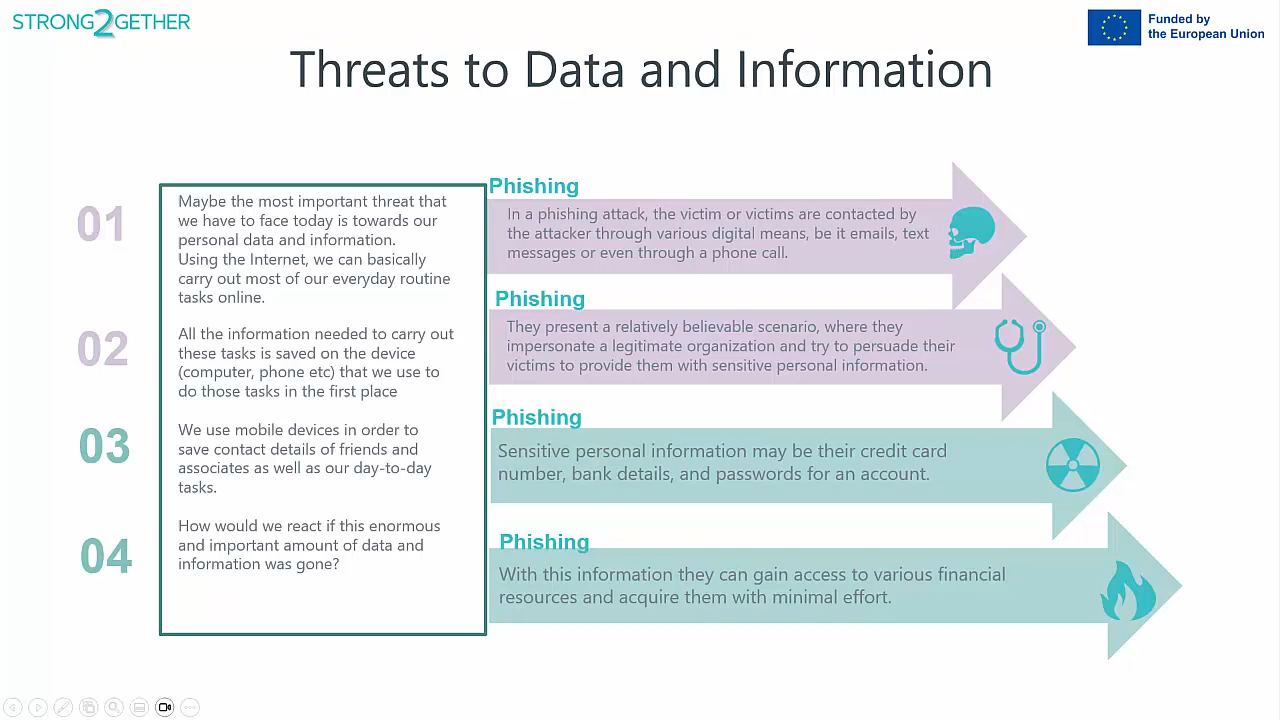 STRONG2GETHER
Funded by
the European Union
Threats to Data and Information
01
02
03
04
Maybe the most important threat that
we have to face today is towards our
personal data and information.
Using the Internet, we can basically
carry out most of our everyday routine
tasks online.
All the information needed to carry out
these tasks is saved on the device
(computer, phone etc) that we use to
do those tasks in the first place
We use mobile devices in order to
save contact details of friends and
associates as well as our day-to-day
tasks.
How would we react if this enormous
and important amount of data and
information was gone?
Phishing
In a phishing attack, the victim or victims are contacted by
the attacker through various digital means, be it emails, text
messages or even through a phone call.
Phishing
They present a relatively believable scenario, where they
impersonate a legitimate organization and try to persuade their
victims to provide them with sensitive personal information.
Phishing
Sensitive personal information may be their credit card
number, bank details, and passwords for an account.
Phishing
With this information they can gain access to various financial
resources and acquire them with minimal effort.